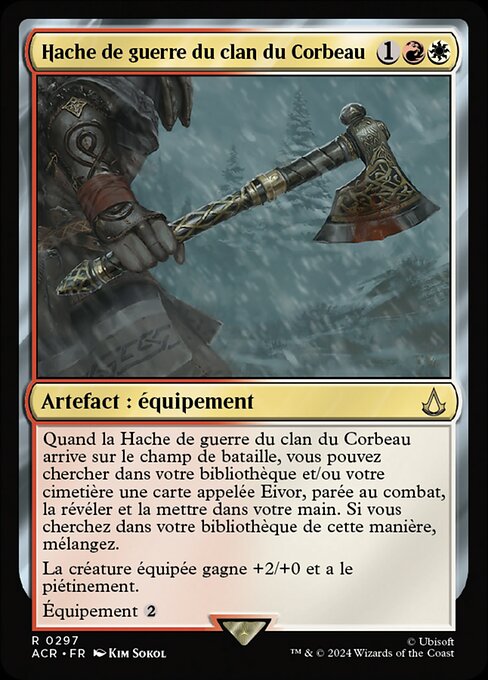 Hache de guerre du clan du Corbeau 1
Artefact : équipement
Quand la Hache de guerre du clan du Corbeau
arrive sur le champ de bataille, vous pouvez
chercher dans votre bibliothèque et/ou votre
cimetière une carte appelée Eivor, parée au combat,
la révéler et la mettre dans votre main. Si vous
cherchez dans votre bibliothèque de cette manière,
mélangez.
La créature équipée gagne +2/+0 et a le
piétinement.
Équipement 2
R 0297
ACR • FR Kim Sokol
© Ubisoft
™ & © 2024 Wizards of the Coast